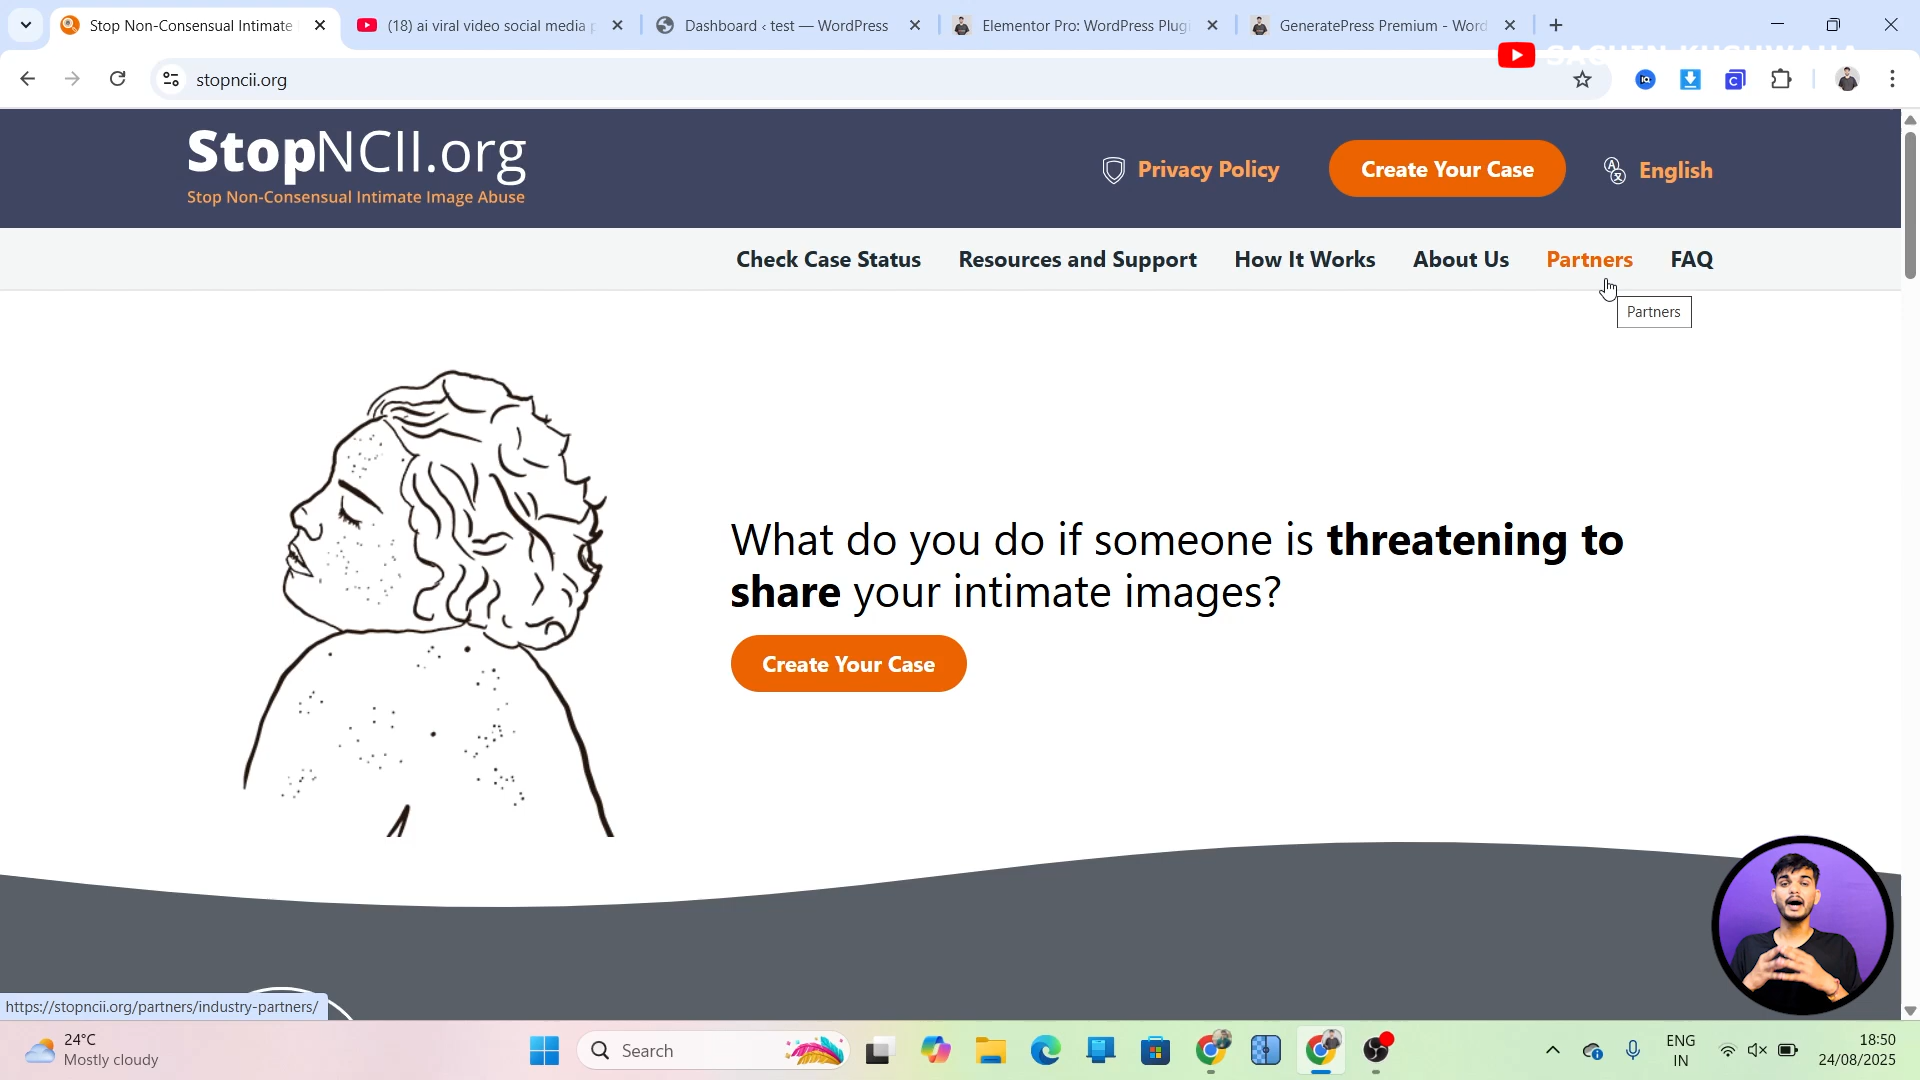 Stop Non-Consensual Intimate
(18) ai viral video social media p
Dashboard ‹ test — WordPress
Elementor Pro: WordPress Plugi
GeneratePress Premium - Word
SACHIN KUSHWAHA
stopncii.org
StopNCII.org
Stop Non-Consensual Intimate Image Abuse
Privacy Policy
Create Your Case
English
Check Case Status
Resources and Support
How It Works
About Us
Partners
FAQ
Partners
What do you do if someone is threatening to
share your intimate images?
Create Your Case
https://stopncii.org/partners/industry-partners/
24°C
Mostly cloudy
Search
ENG
IN
18:50
24/08/2025